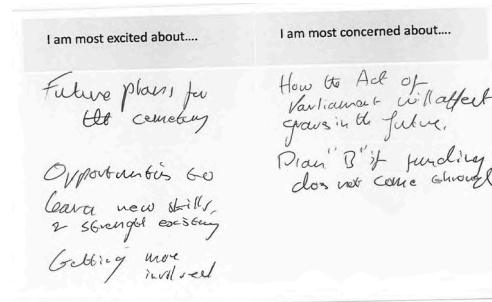 I am most excited about....
Future plans for
the cemetery
Opportunities to
learn new skills,
& strenght existing
Getting more
involved
I am most concerned about....
How the Act of
Parliament will affect
graves in the future.
Plan "B" if funding
does not come through